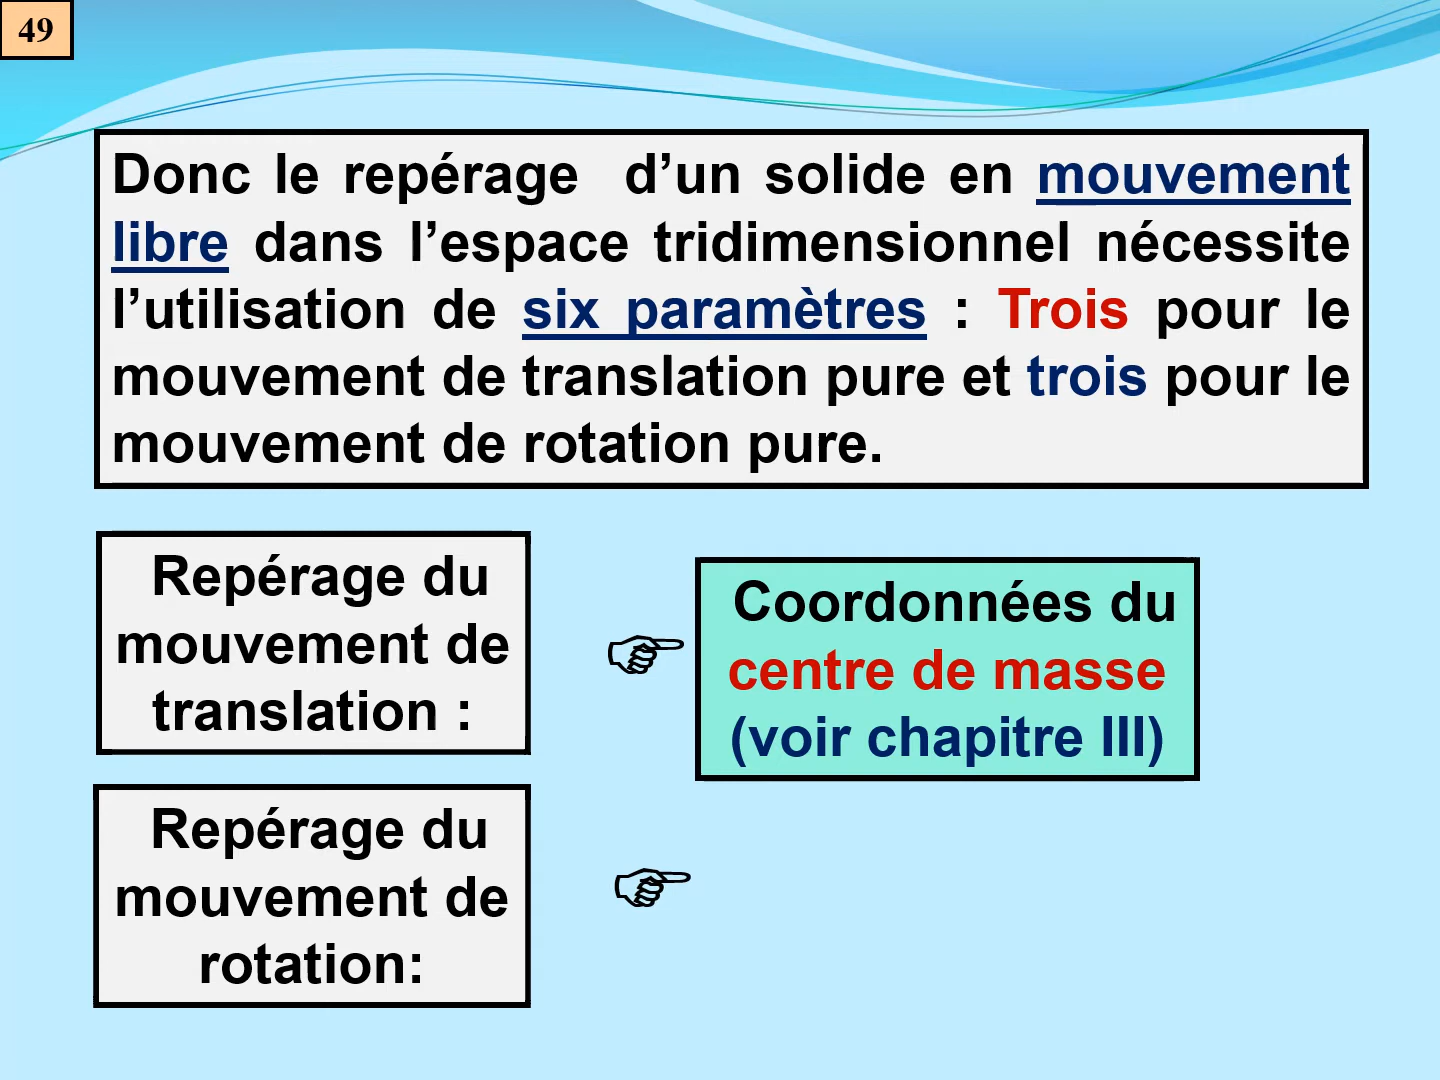 49
Donc le repérage d’un solide en mouvement
libre dans l’espace tridimensionnel nécessite
l’utilisation de six paramètres : Trois pour le
mouvement de translation pure et trois pour le
mouvement de rotation pure.
Repérage du
mouvement de
translation :
Coordonnées du
centre de masse
(voir chapitre III)
Repérage du
mouvement de
rotation: